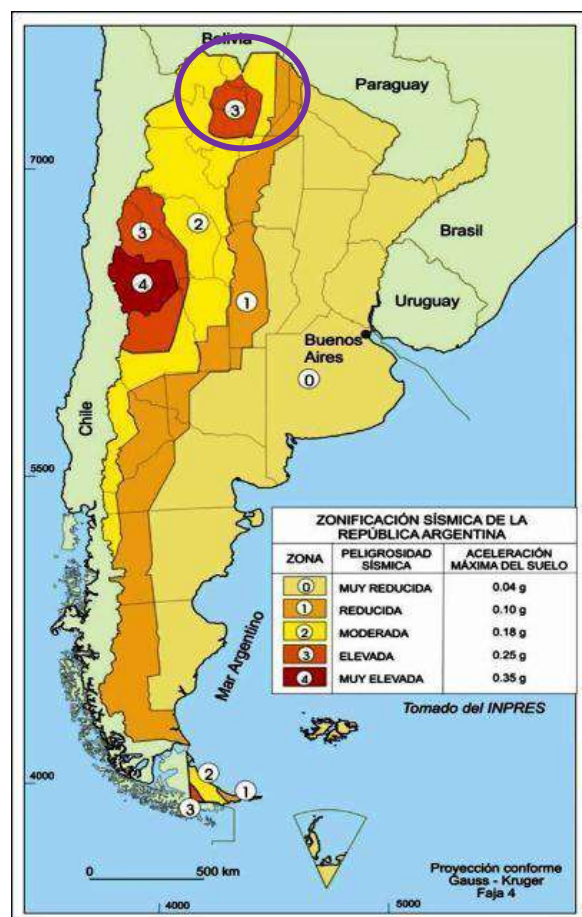 Bolivia
Paraguay
3
7000
2
3
Brasil
4
Uruguay
1
Buenos
Aires
0
Chile
5500
ZONIFICACIÓN SÍSMICA DE LA
REPÚBLICA ARGENTINA
ZONA PELIGROSIDAD SÍSMICA ACELERACIÓN MÁXIMA DEL SUELO
0 MUY REDUCIDA 0.04 g
1 REDUCIDA 0.10 g
2 MODERADA 0.18 g
3 ELEVADA 0.25 g
4 MUY ELEVADA 0.35 g
Mar Argentino
Tomado del INPRES
4000
2
1
3
0 500 km
Proyección conforme
Gauss - Kruger
Faja 4
4000
5000